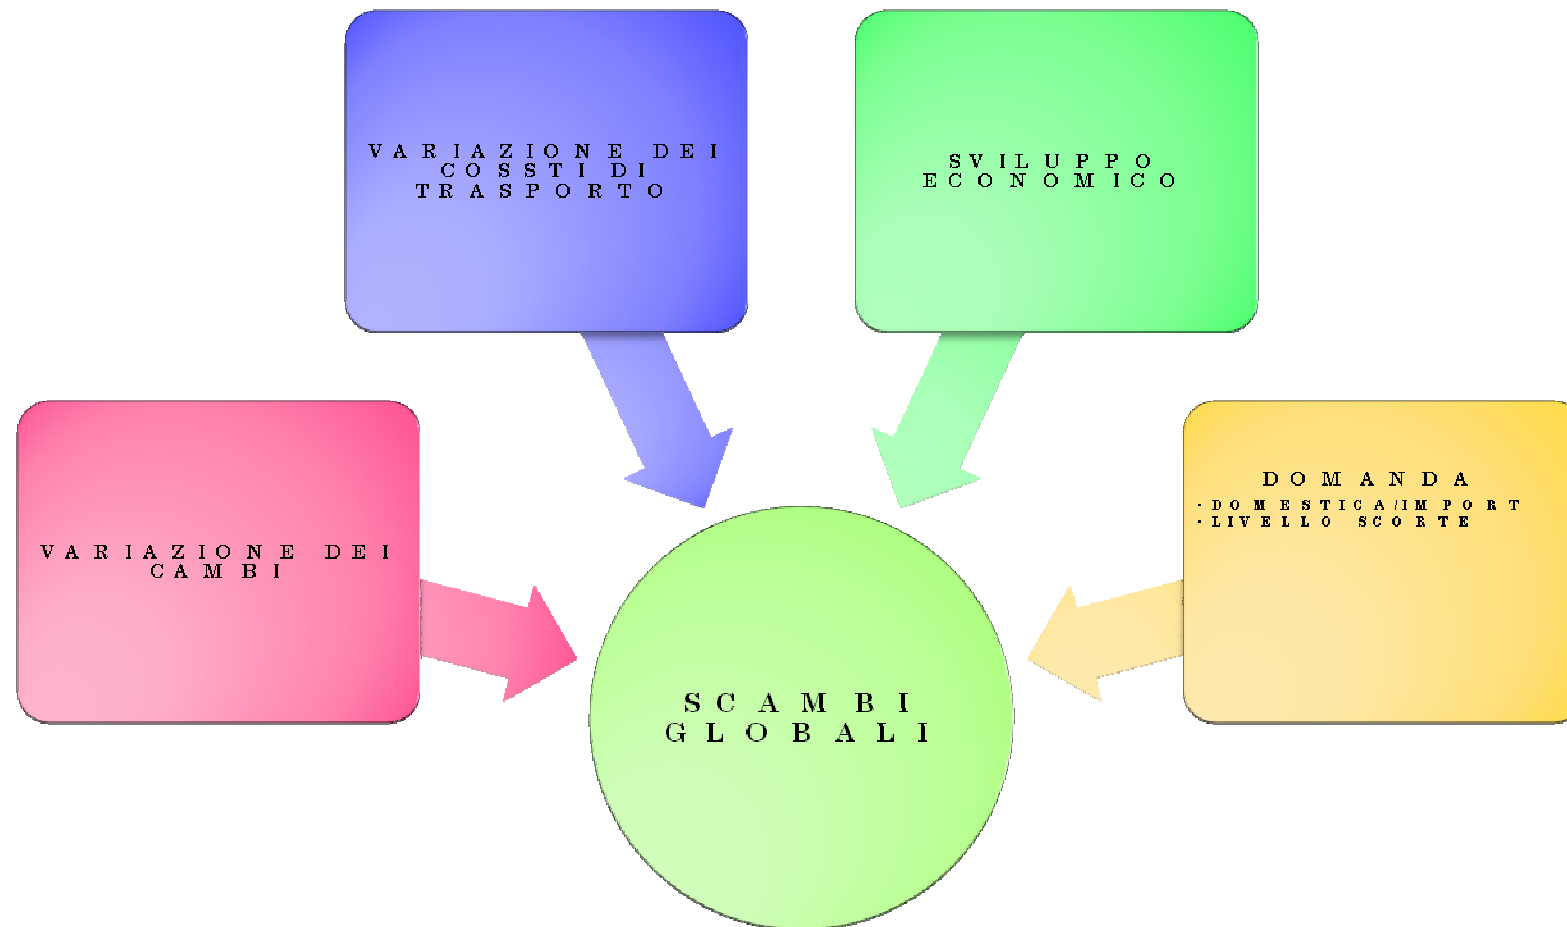 VARIAZIONE DEI
COSSTI DI
TRASPORTO
SVILUPPO
ECONOMICO
VARIAZIONE DEI
CAMBI
DOMANDA
·DOMESTICA/IMPORT
·LIVELLO SCORTE
SCAMBI
GLOBALI